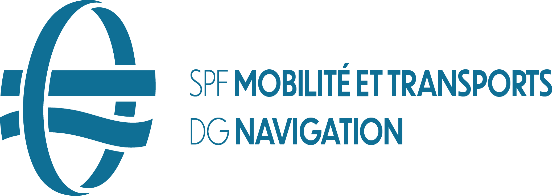 SPF MOBILITÉ ET TRANSPORTS
DG NAVIGATION